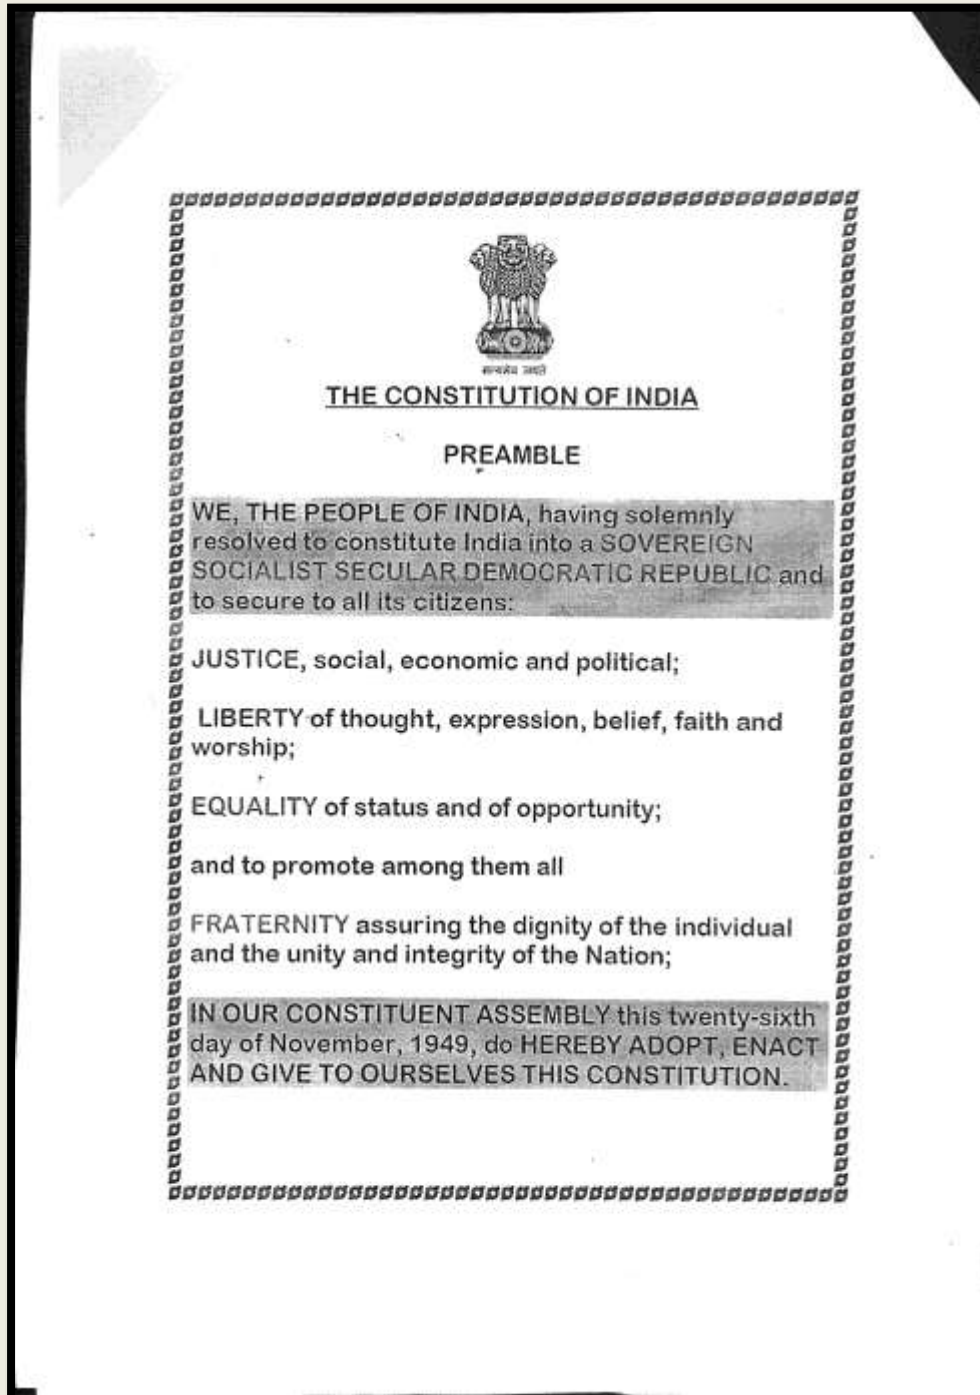 सत्यमेव जयते
THE CONSTITUTION OF INDIA
PREAMBLE
WE, THE PEOPLE OF INDIA, having solemnly
resolved to constitute India into a SOVEREIGN
SOCIALIST SECULAR DEMOCRATIC REPUBLIC and
to secure to all its citizens:
JUSTICE, social, economic and political;
LIBERTY of thought, expression, belief, faith and
worship;
EQUALITY of status and of opportunity;
and to promote among them all
FRATERNITY assuring the dignity of the individual
and the unity and integrity of the Nation;
IN OUR CONSTITUENT ASSEMBLY this twenty-sixth
day of November, 1949, do HEREBY ADOPT, ENACT
AND GIVE TO OURSELVES THIS CONSTITUTION.